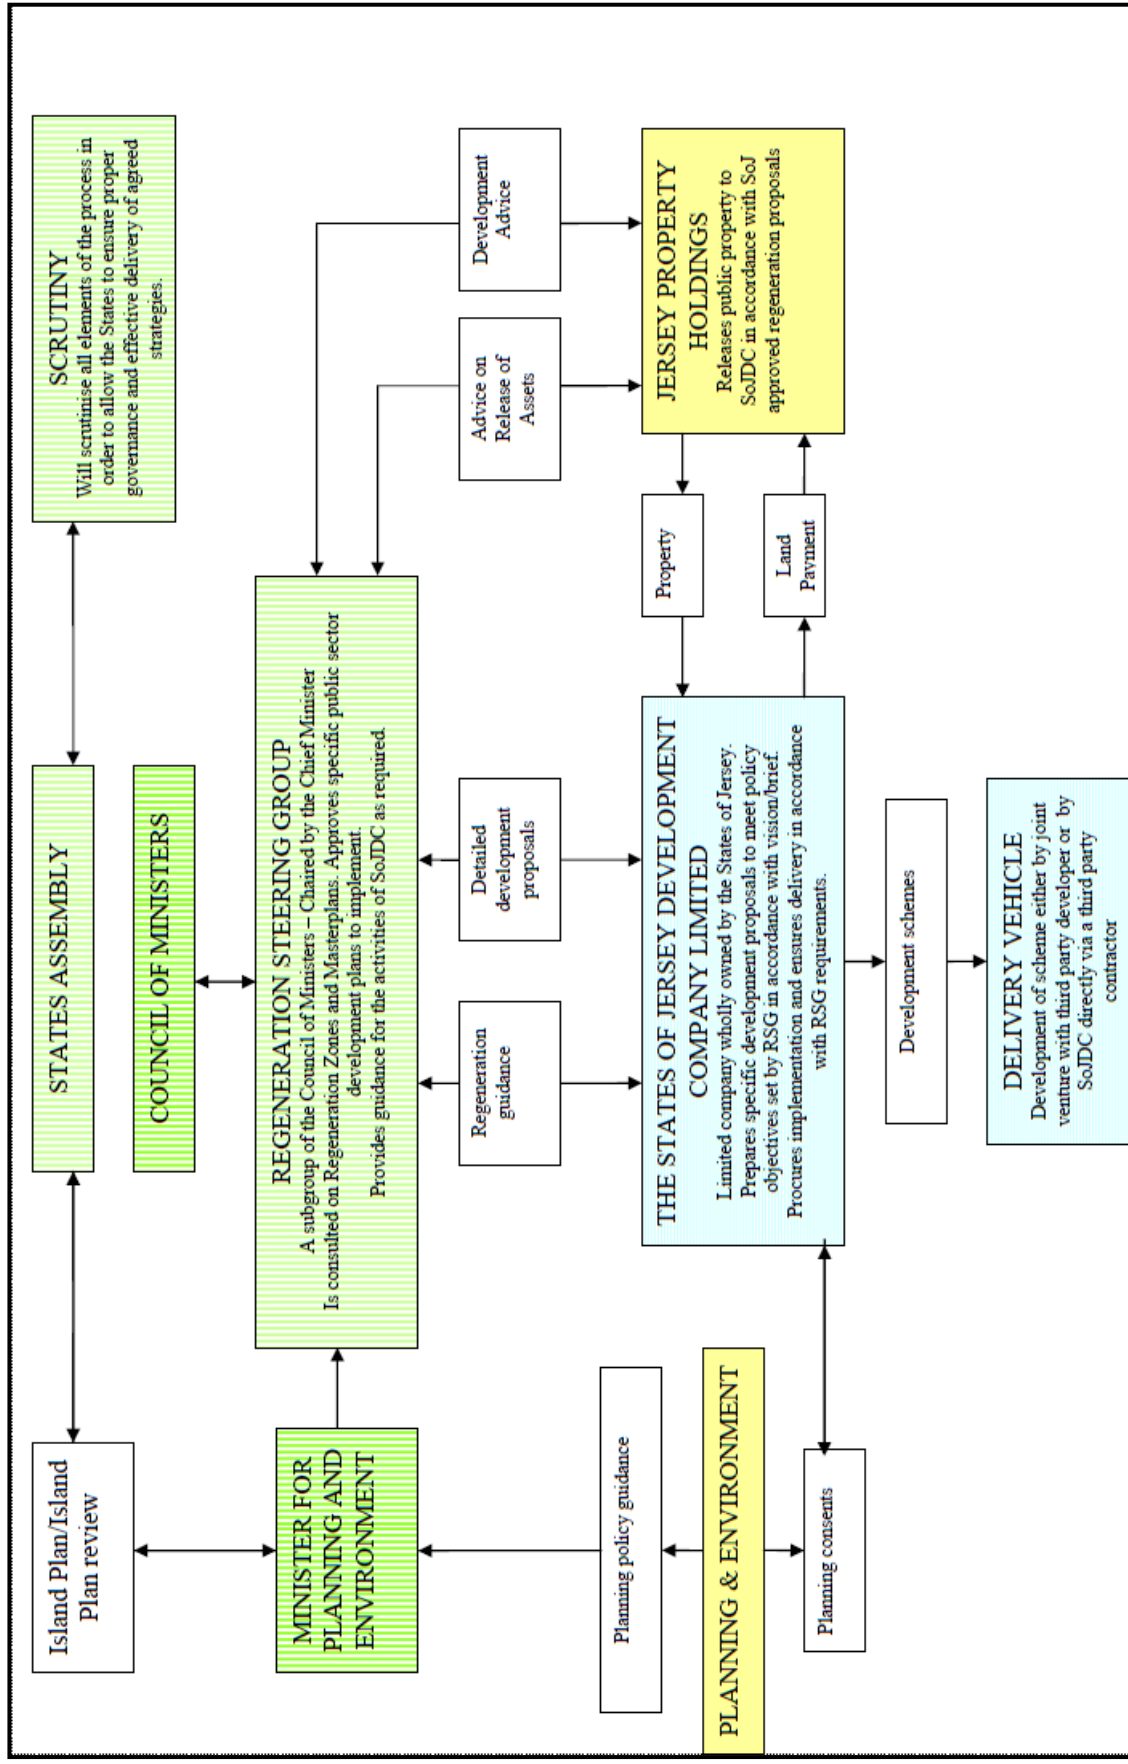 Island Plan/Island
Plan review
STATES ASSEMBLY
COUNCIL OF MINISTERS
SCRUTINY
Will scrutinise all elements of the process in
order to allow the States to ensure proper
governance and effective delivery of agreed
strategies.
MINISTER FOR
PLANNING AND
ENVIRONMENT
REGENERATION STEERING GROUP
A subgroup of the Council of Ministers – Chaired by the Chief Minister
Is consulted on Regeneration Zones and Masterplans. Approves specific public sector
development plans to implement.
Provides guidance for the activities of SoJDC as required.
Planning policy guidance
Regeneration
guidance
Detailed
development
proposals
Advice on
Release of
Assets
Development
Advice
PLANNING & ENVIRONMENT
Planning consents
THE STATES OF JERSEY DEVELOPMENT
COMPANY LIMITED
Limited company wholly owned by the States of Jersey.
Prepares specific development proposals to meet policy
objectives set by RSG in accordance with vision/brief.
Procures implementation and ensures delivery in accordance
with RSG requirements.
Property
Land
Payment
JERSEY PROPERTY
HOLDINGS
Releases public property to
SoJDC in accordance with SoJ
approved regeneration proposals
Development schemes
DELIVERY VEHICLE
Development of scheme either by joint
venture with third party developer or by
SoJDC directly via a third party
contractor